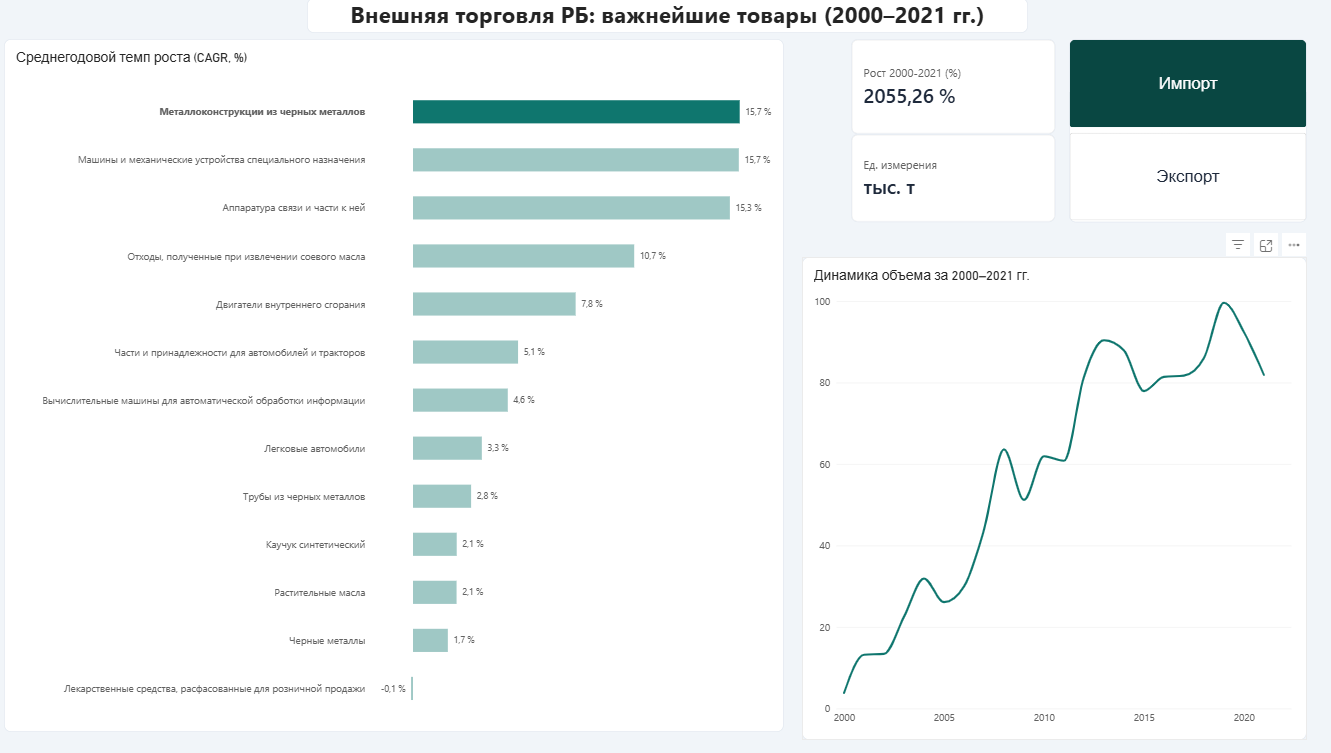 Внешняя торговля РБ: важнейшие товары (2000–2021 гг.)
Среднегодовой темп роста (CAGR, %)
Металлоконструкции из черных металлов
15,7 %
Машины и механические устройства специального назначения
15,7 %
Аппаратура связи и части к ней
15,3 %
Отходы, полученные при извлечении соевого масла
10,7 %
Двигатели внутреннего сгорания
7,8 %
Части и принадлежности для автомобилей и тракторов
5,1 %
Вычислительные машины для автоматической обработки информации
4,6 %
Легковые автомобили
3,3 %
Трубы из черных металлов
2,8 %
Каучук синтетический
2,1 %
Растительные масла
2,1 %
Черные металлы
1,7 %
Лекарственные средства, расфасованные для розничной продажи
-0,1 %
Рост 2000-2021 (%)
2055,26 %
Ед. измерения
тыс. т
Импорт
Экспорт
Динамика объема за 2000–2021 гг.
100
80
60
40
20
0
2000
2005
2010
2015
2020